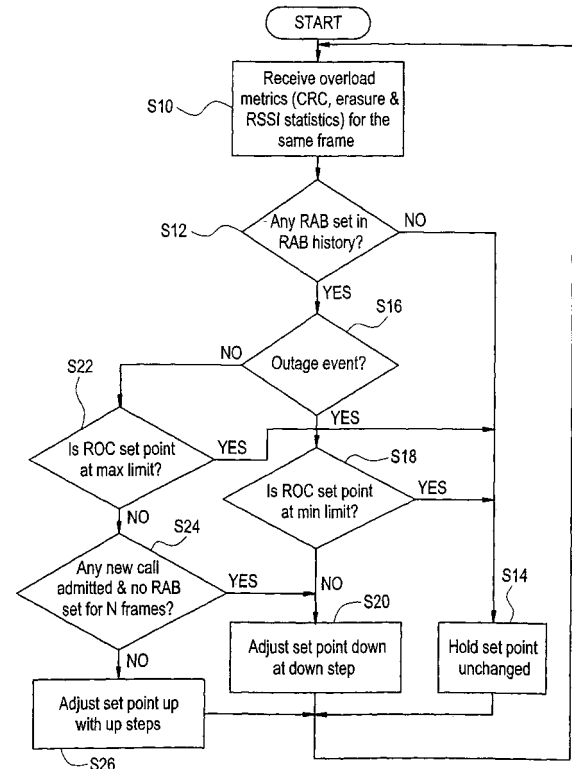 START
S10
Receive overload
metrics (CRC, erasure &
RSSI statistics) for the
same frame
S12
Any RAB set in
RAB history?
NO
YES
S16
Outage event?
NO
YES
S22
Is ROC set point
at max limit?
YES
NO
S18
Is ROC set point
at min limit?
YES
NO
S24
Any new call
admitted & no RAB
set for N frames?
YES
NO
S20
Adjust set point down
at down step
S14
Hold set point
unchanged
Adjust set point up
with up steps
S26